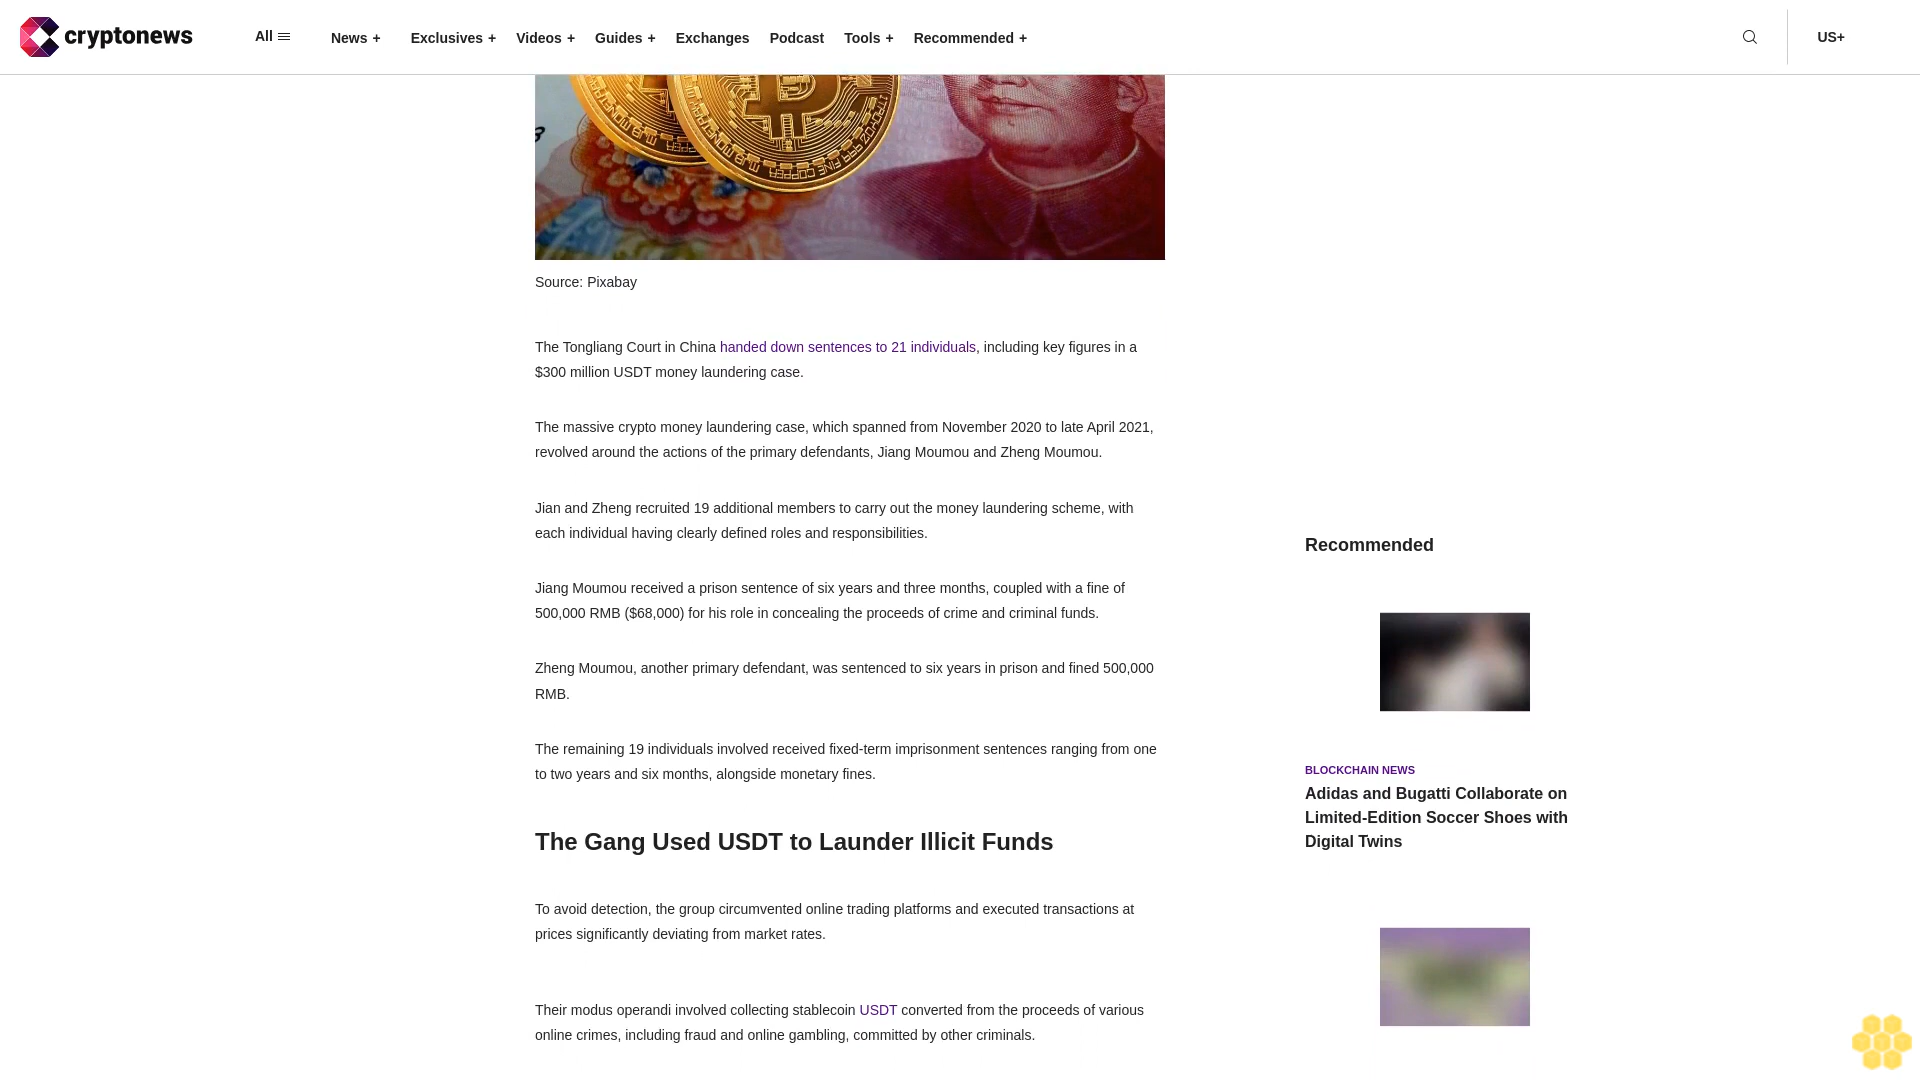 cryptonews
All
News +
Exclusives +
Videos +
Guides +
Exchanges
Podcast
Tools +
Recommended +
US+
Source: Pixabay
The Tongliang Court in China handed down sentences to 21 individuals, including key figures in a
$300 million USDT money laundering case.
The massive crypto money laundering case, which spanned from November 2020 to late April 2021,
revolved around the actions of the primary defendants, Jiang Moumou and Zheng Moumou.
Jian and Zheng recruited 19 additional members to carry out the money laundering scheme, with
each individual having clearly defined roles and responsibilities.
Jiang Moumou received a prison sentence of six years and three months, coupled with a fine of
500,000 RMB ($68,000) for his role in concealing the proceeds of crime and criminal funds.
Zheng Moumou, another primary defendant, was sentenced to six years in prison and fined 500,000
RMB.
The remaining 19 individuals involved received fixed-term imprisonment sentences ranging from one
to two years and six months, alongside monetary fines.
The Gang Used USDT to Launder Illicit Funds
To avoid detection, the group circumvented online trading platforms and executed transactions at
prices significantly deviating from market rates.
Their modus operandi involved collecting stablecoin USDT converted from the proceeds of various
online crimes, including fraud and online gambling, committed by other criminals.
Recommended
BLOCKCHAIN NEWS
Adidas and Bugatti Collaborate on
Limited-Edition Soccer Shoes with
Digital Twins